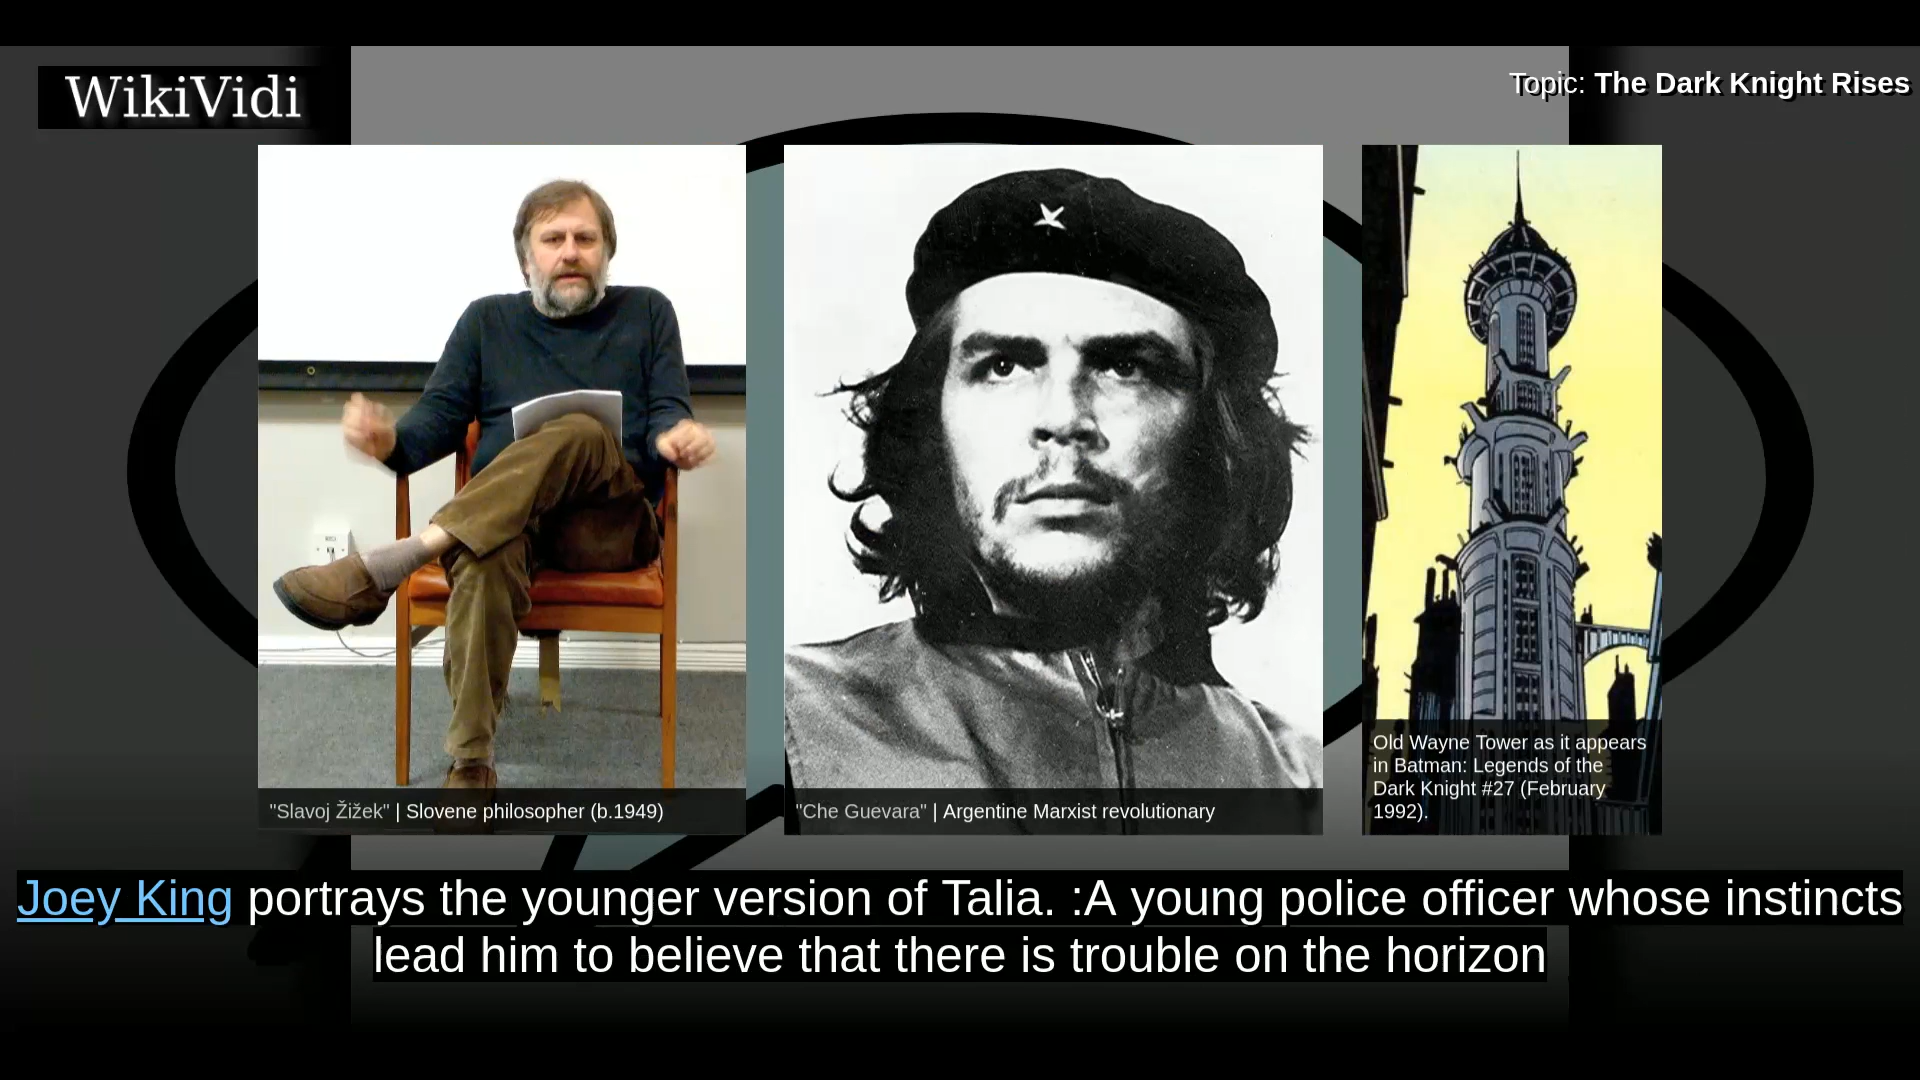 WikiVidi
Topic: The Dark Knight Rises
"Slavoj Žižek" | Slovene philosopher (b.1949)
"Che Guevara" | Argentine Marxist revolutionary
Old Wayne Tower as it appears
in Batman: Legends of the
Dark Knight #27 (February
1992).
Joey King portrays the younger version of Talia. :A young police officer whose instincts
lead him to believe that there is trouble on the horizon